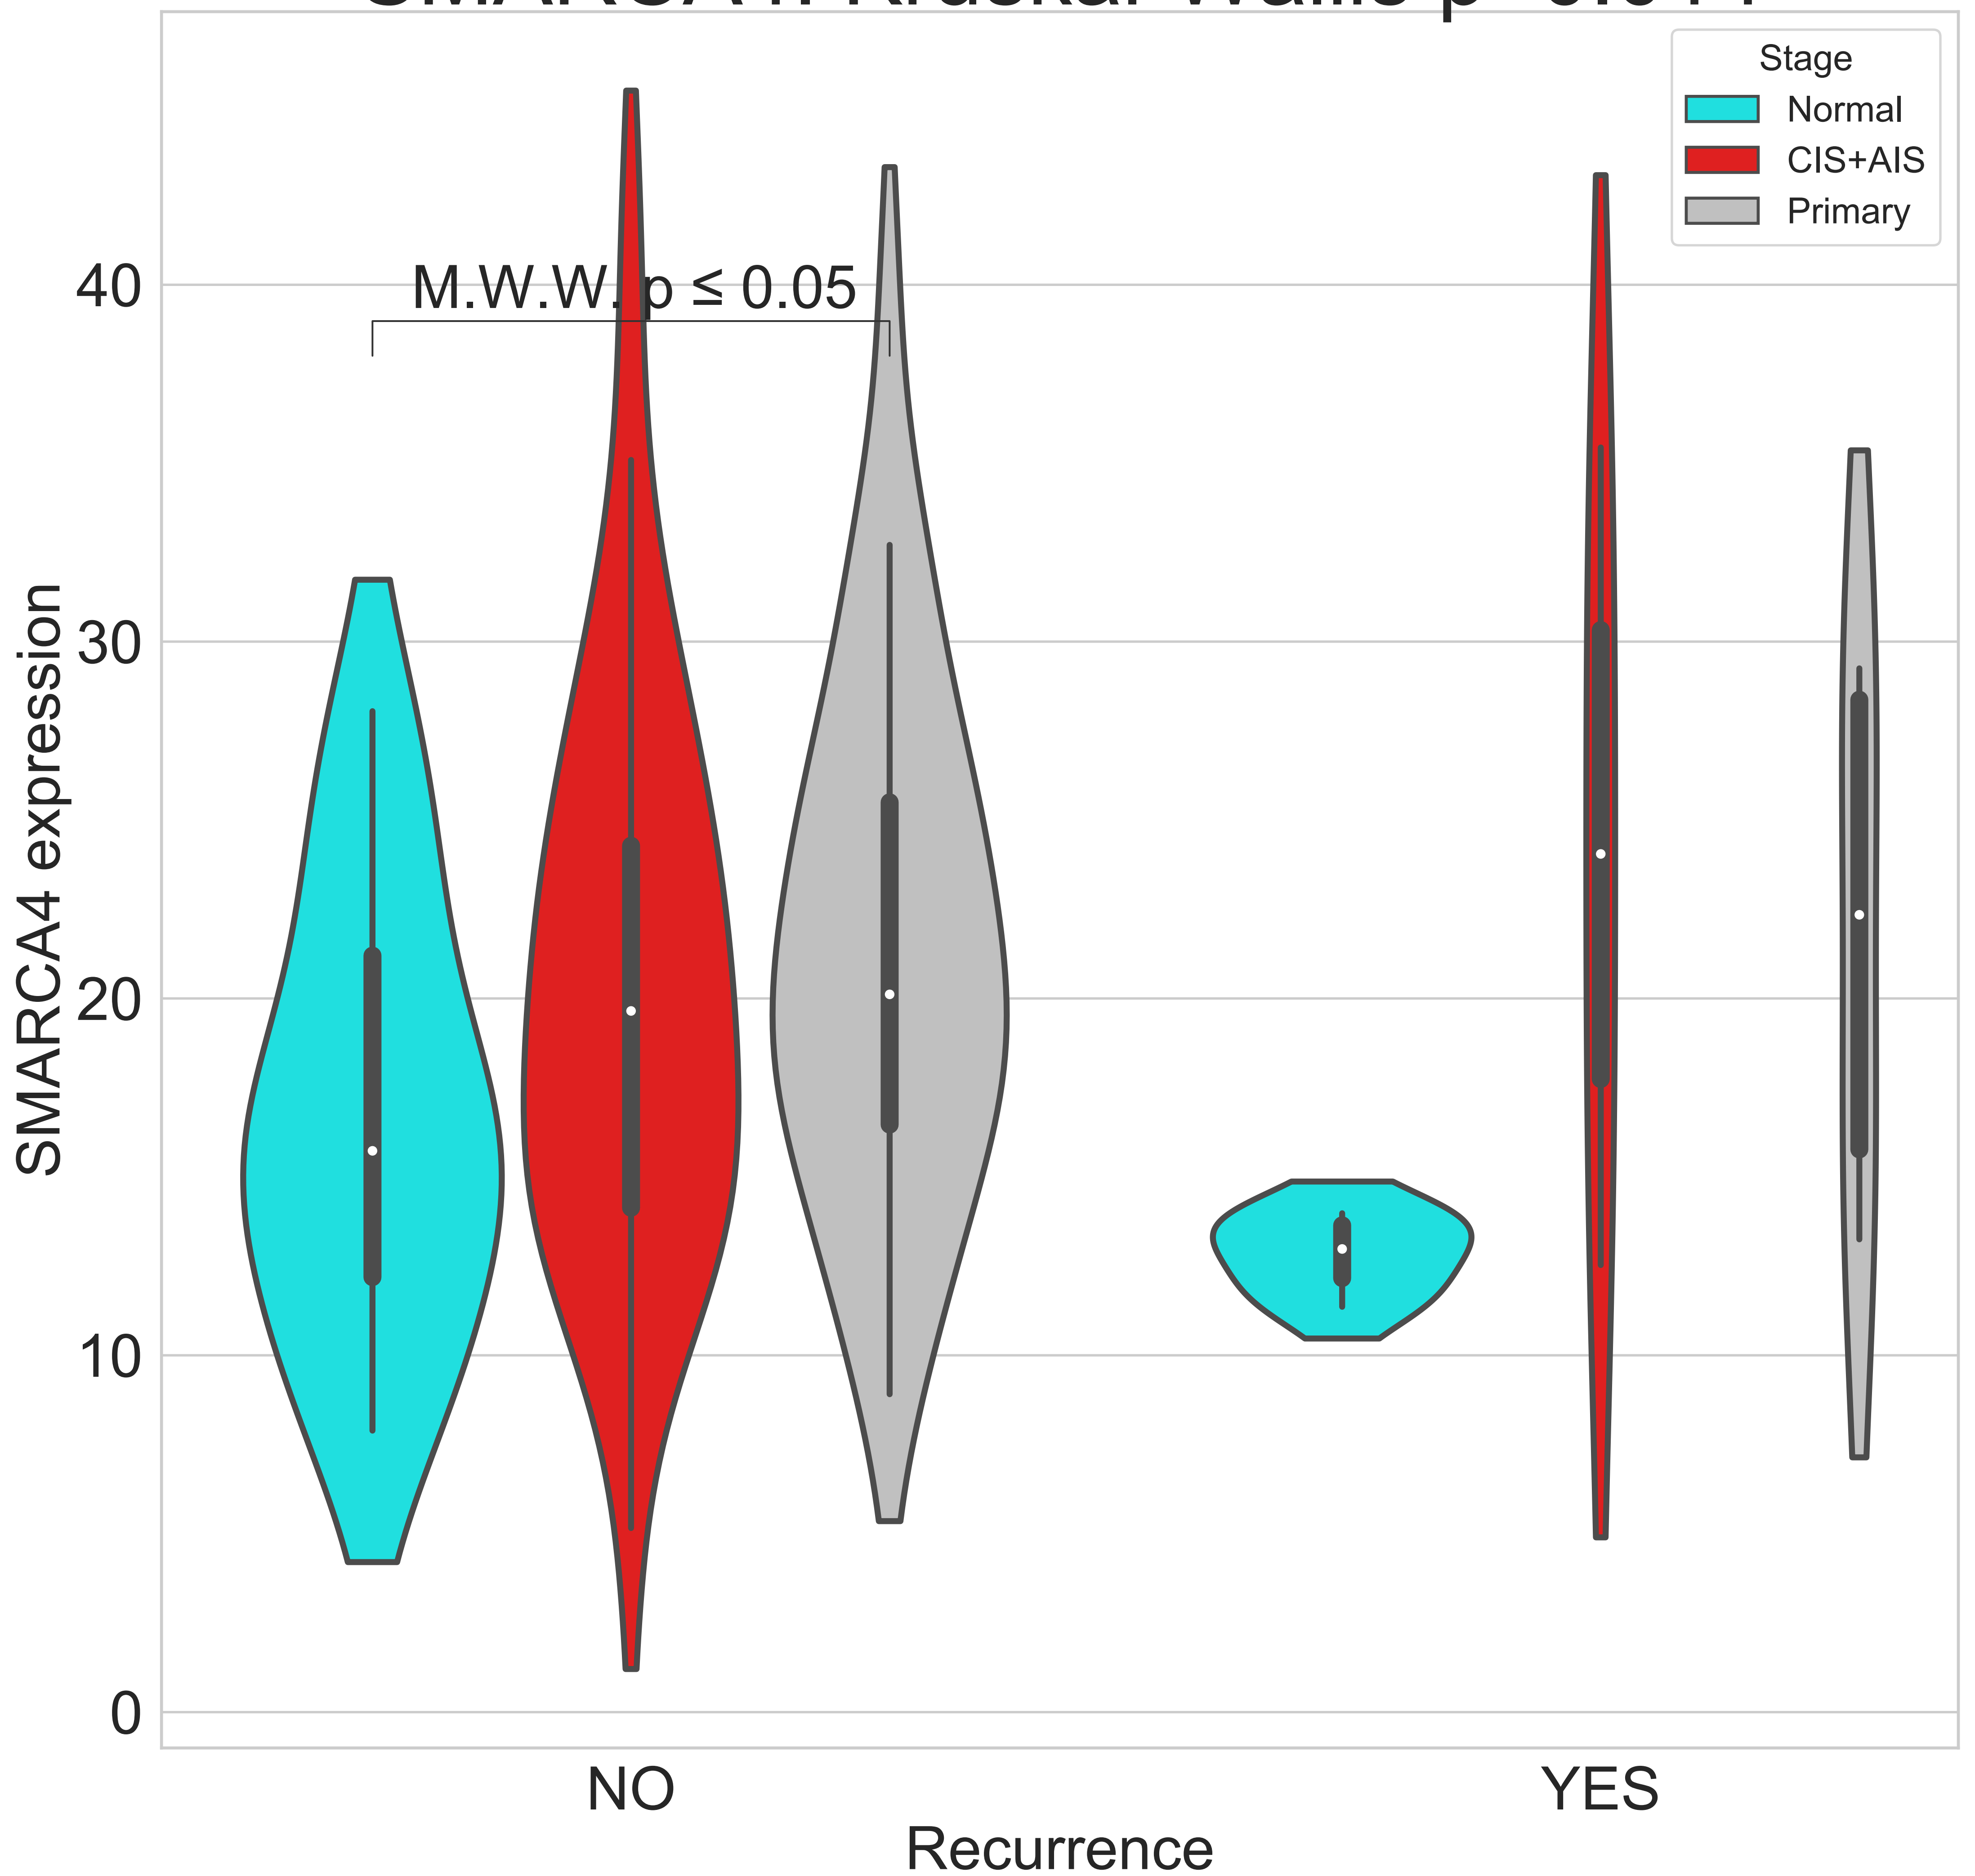 Stage
Normal
CIS+AIS
Primary
M.W.W. p ≤ 0.05
40
30
20
10
0
SMARCA4 expression
NO
YES
Recurrence